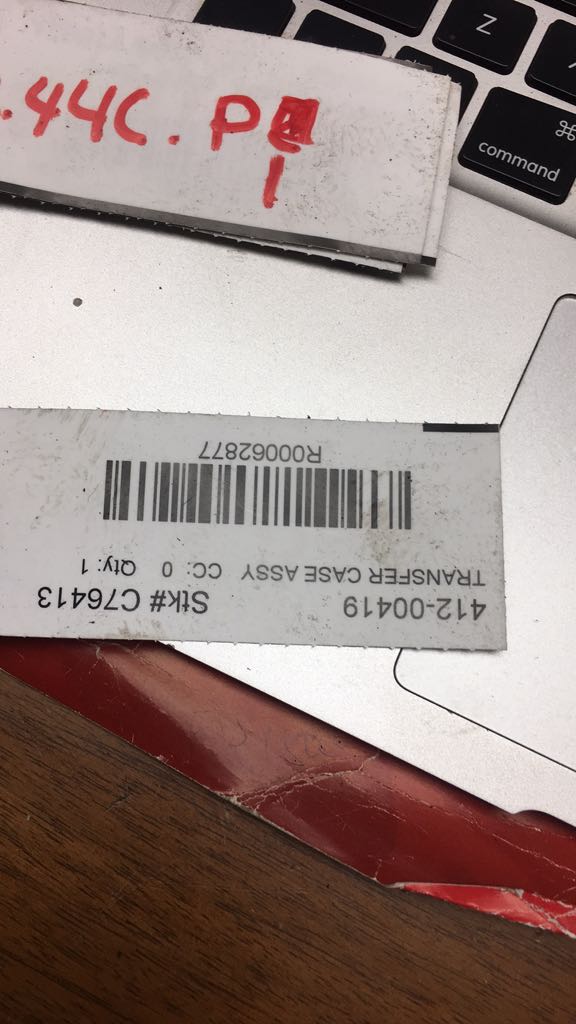 Z
command
.44C. P
1
412-00419 Stk# C76413
TRANSFER CASE ASSY CC: 0 Qty: 1
R00062877